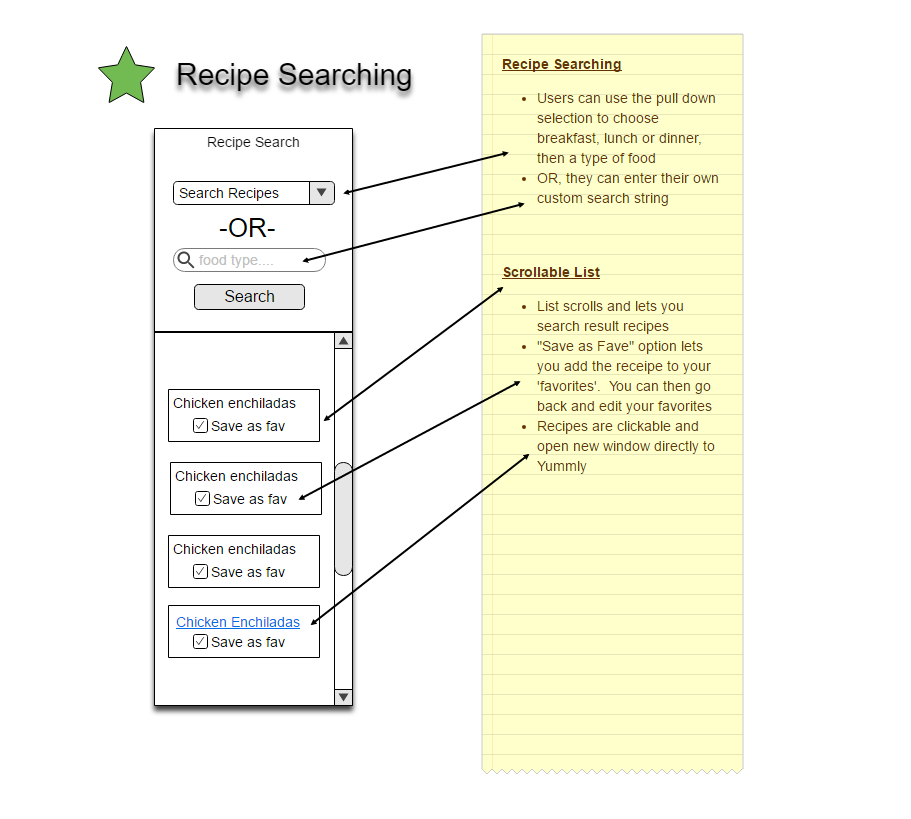 Recipe Searching
Recipe Search
Search Recipes
-OR-
food type....
Search
Chicken enchiladas
Save as fav
Chicken enchiladas
Save as fav
Chicken enchiladas
Save as fav
Chicken Enchiladas
Save as fav
Recipe Searching
• Users can use the pull down
selection to choose
breakfast, lunch or dinner,
then a type of food
• OR, they can enter their own
custom search string
Scrollable List
• List scrolls and lets you
search result recipes
• "Save as Fave" option lets
you add the receipe to your
'favorites'.  You can then go
back and edit your favorites
• Recipes are clickable and
open new window directly to
Yummly